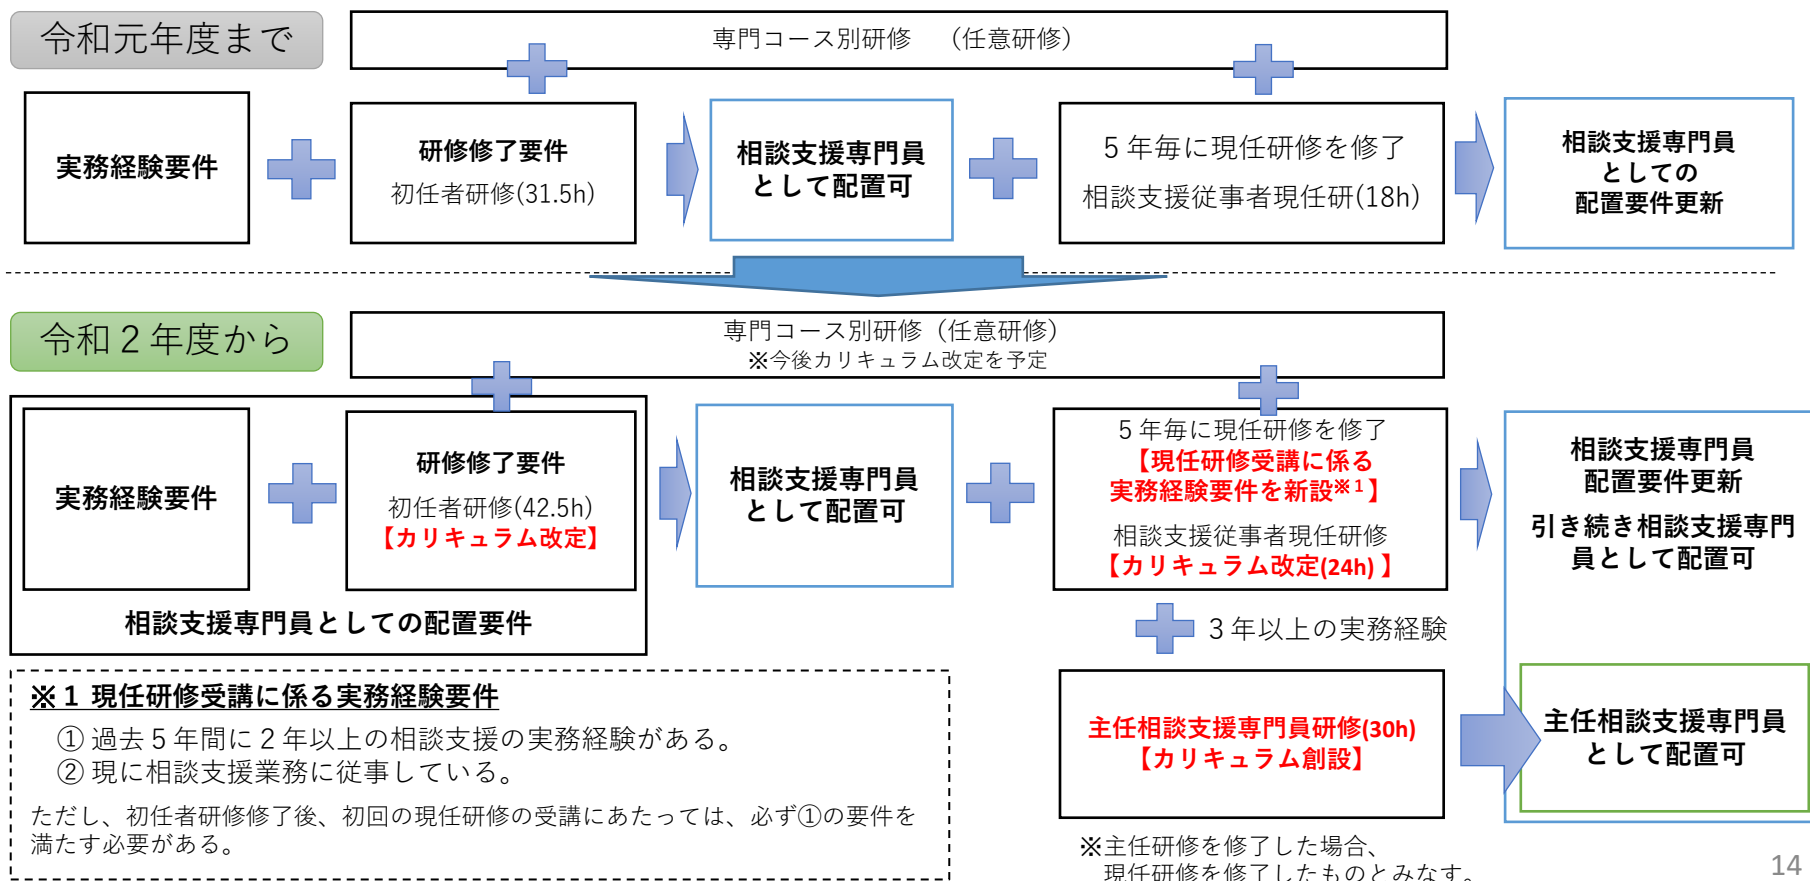 令和元年度まで
専門コース別研修　（任意研修）
実務経験要件
研修修了要件
初任者研修(31.5h)
相談支援専門員
として配置可
５年毎に現任研修を修了
相談支援従事者現任研(18h)
相談支援専門員
としての
配置要件更新
令和２年度から
専門コース別研修（任意研修）
※今後カリキュラム改定を予定
実務経験要件
研修修了要件
初任者研修(42.5h)
【カリキュラム改定】
相談支援専門員としての配置要件
相談支援専門員
として配置可
５年毎に現任研修を修了
【現任研修受講に係る
実務経験要件を新設※１】
相談支援従事者現任研修
【カリキュラム改定(24h) 】
３年以上の実務経験
主任相談支援専門員研修(30h)
【カリキュラム創設】
相談支援専門員
配置要件更新
引き続き相談支援専門
員として配置可
主任相談支援専門員
として配置可
※１ 現任研修受講に係る実務経験要件
① 過去５年間に２年以上の相談支援の実務経験がある。
② 現に相談支援業務に従事している。
ただし、初任者研修修了後、初回の現任研修の受講にあたっては、必ず①の要件を
満たす必要がある。
※主任研修を修了した場合、
現任研修を修了したものとみなす。
14